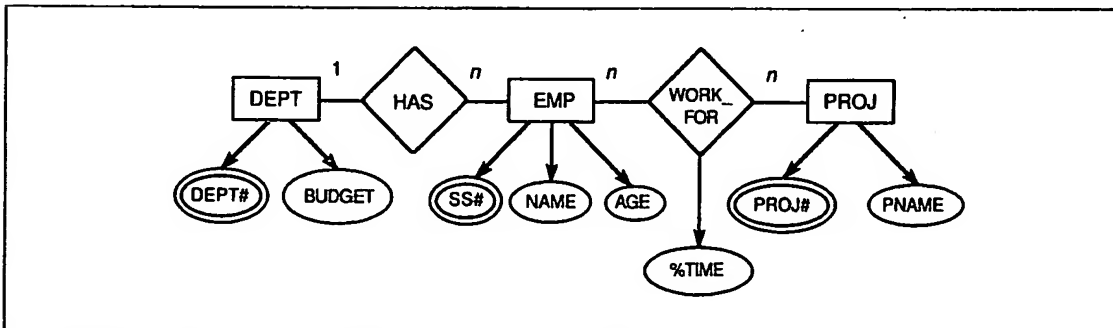 1
n
n
n
DEPT
HAS
EMP
WORK_
FOR
PROJ
DEPT#
BUDGET
SS#
NAME
AGE
PROJ#
PNAME
%TIME